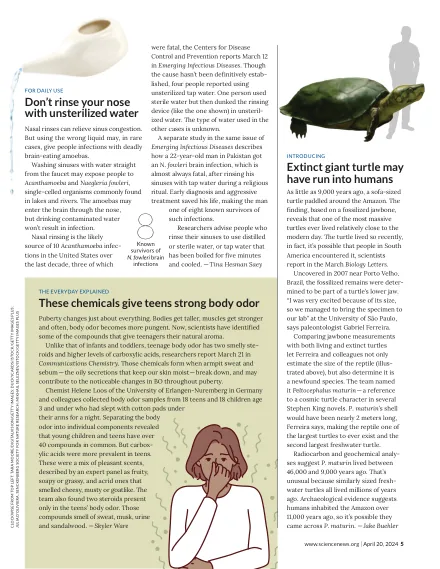 FOR DAILY USE
Don't rinse your nose
with unsterilized water
Nasal rinses can relieve sinus congestion.
But using the wrong liquid may, in rare
cases, give people infections with deadly
brain-eating amoebas.
Washing sinuses with water straight
from the faucet may expose people to
Acanthamoeba and Naegleria fowleri,
single-celled organisms commonly found
in lakes and rivers. The amoebas may
enter the brain through the nose, but
drinking contaminated water
won't result in infection.
Nasal rinsing is the likely
source of 10 Acanthamoeba infec-
tions in the United States over
the last decade, three of which
were fatal, the Centers for Disease
Control and Prevention reports March 12
in Emerging Infectious Diseases. Though
the cause hasn't been definitively estab-
lished, four people reported using
unsterilized tap water. One person used
sterile water but then dunked the rinsing
device (like the one shown) in unsteril-
ized water. The type of water used in the
other cases is unknown.
A separate study in the same issue of
Emerging Infectious Diseases describes
how a 22-year-old man in Pakistan got
an N. fowleri brain infection, which is
almost always fatal, after rinsing his
sinuses with tap water during a religious
ritual. Early diagnosis and aggressive
treatment saved his life, making the man
one of eight known survivors of
such infections.
Researchers advise people who
rinse their sinuses to use distilled
or sterile water, or tap water that
has been boiled for five minutes
and cooled. — Tina Hesman Saey
8
Known
survivors of
N. fowleri brain
infections
THE EVERYDAY EXPLAINED
These chemicals give teens strong body odor
Puberty changes just about everything. Bodies get taller, muscles get stronger
and often, body odor becomes more pungent. Now, scientists have identified
some of the compounds that give teenagers their natural aroma.
Unlike that of infants and toddlers, teenage body odor has two smelly ste-
roids and higher levels of carboxylic acids, researchers report March 21 in
Communications Chemistry. Those chemicals form when armpit sweat and
sebum — the oily secretions that keep our skin moist — break down, and may
contribute to the noticeable changes in BO throughout puberty.
Chemist Helene Loos of the University of Erlangen-Nuremberg in Germany
and colleagues collected body odor samples from 18 teens and 18 children age
3 and under who had slept with cotton pads under
their arms for a night. Separating the body
odor into individual components revealed
that young children and teens have over
40 compounds in common. But carbox-
ylic acids were more prevalent in teens.
These were a mix of pleasant scents,
described by an expert panel as fruity,
soapy or grassy, and acrid ones that
smelled cheesy, musty or goatlike. The
team also found two steroids present
only in the teens' body odor. Those
compounds smell of sweat, musk, urine
and sandalwood. — Skyler Ware
INTRODUCING
Extinct giant turtle may
have run into humans
As little as 9,000 years ago, a sofa-sized
turtle paddled around the Amazon. The
finding, based on a fossilized jawbone,
reveals that one of the most massive
turtles ever lived relatively close to the
modern day. The turtle lived so recently,
in fact, it's possible that people in South
America encountered it, scientists
report in the March Biology Letters.
Uncovered in 2007 near Porto Velho,
Brazil, the fossilized remains were deter-
mined to be part of a turtle's lower jaw.
"I was very excited because of its size,
so we managed to bring the specimen to
our lab" at the University of São Paulo,
says paleontologist Gabriel Ferreira.
Comparing jawbone measurements
with both living and extinct turtles
let Ferreira and colleagues not only
estimate the size of the reptile (illus-
trated above), but also determine it is
a newfound species. The team named
it Peltocephalus maturin — a reference
to a cosmic turtle character in several
Stephen King novels. P. maturin's shell
would have been nearly 2 meters long,
Ferreira says, making the reptile one of
the largest turtles to ever exist and the
second largest freshwater turtle.
Radiocarbon and geochemical analy-
ses suggest P. maturin lived between
46,000 and 9,000 years ago. That's
unusual because similarly sized fresh-
water turtles all lived millions of years
ago. Archaeological evidence suggests
humans inhabited the Amazon over
11,000 years ago, so it's possible they
came across P. maturin. — Jake Buehler
www.sciencenews.org | April 20, 2024 5